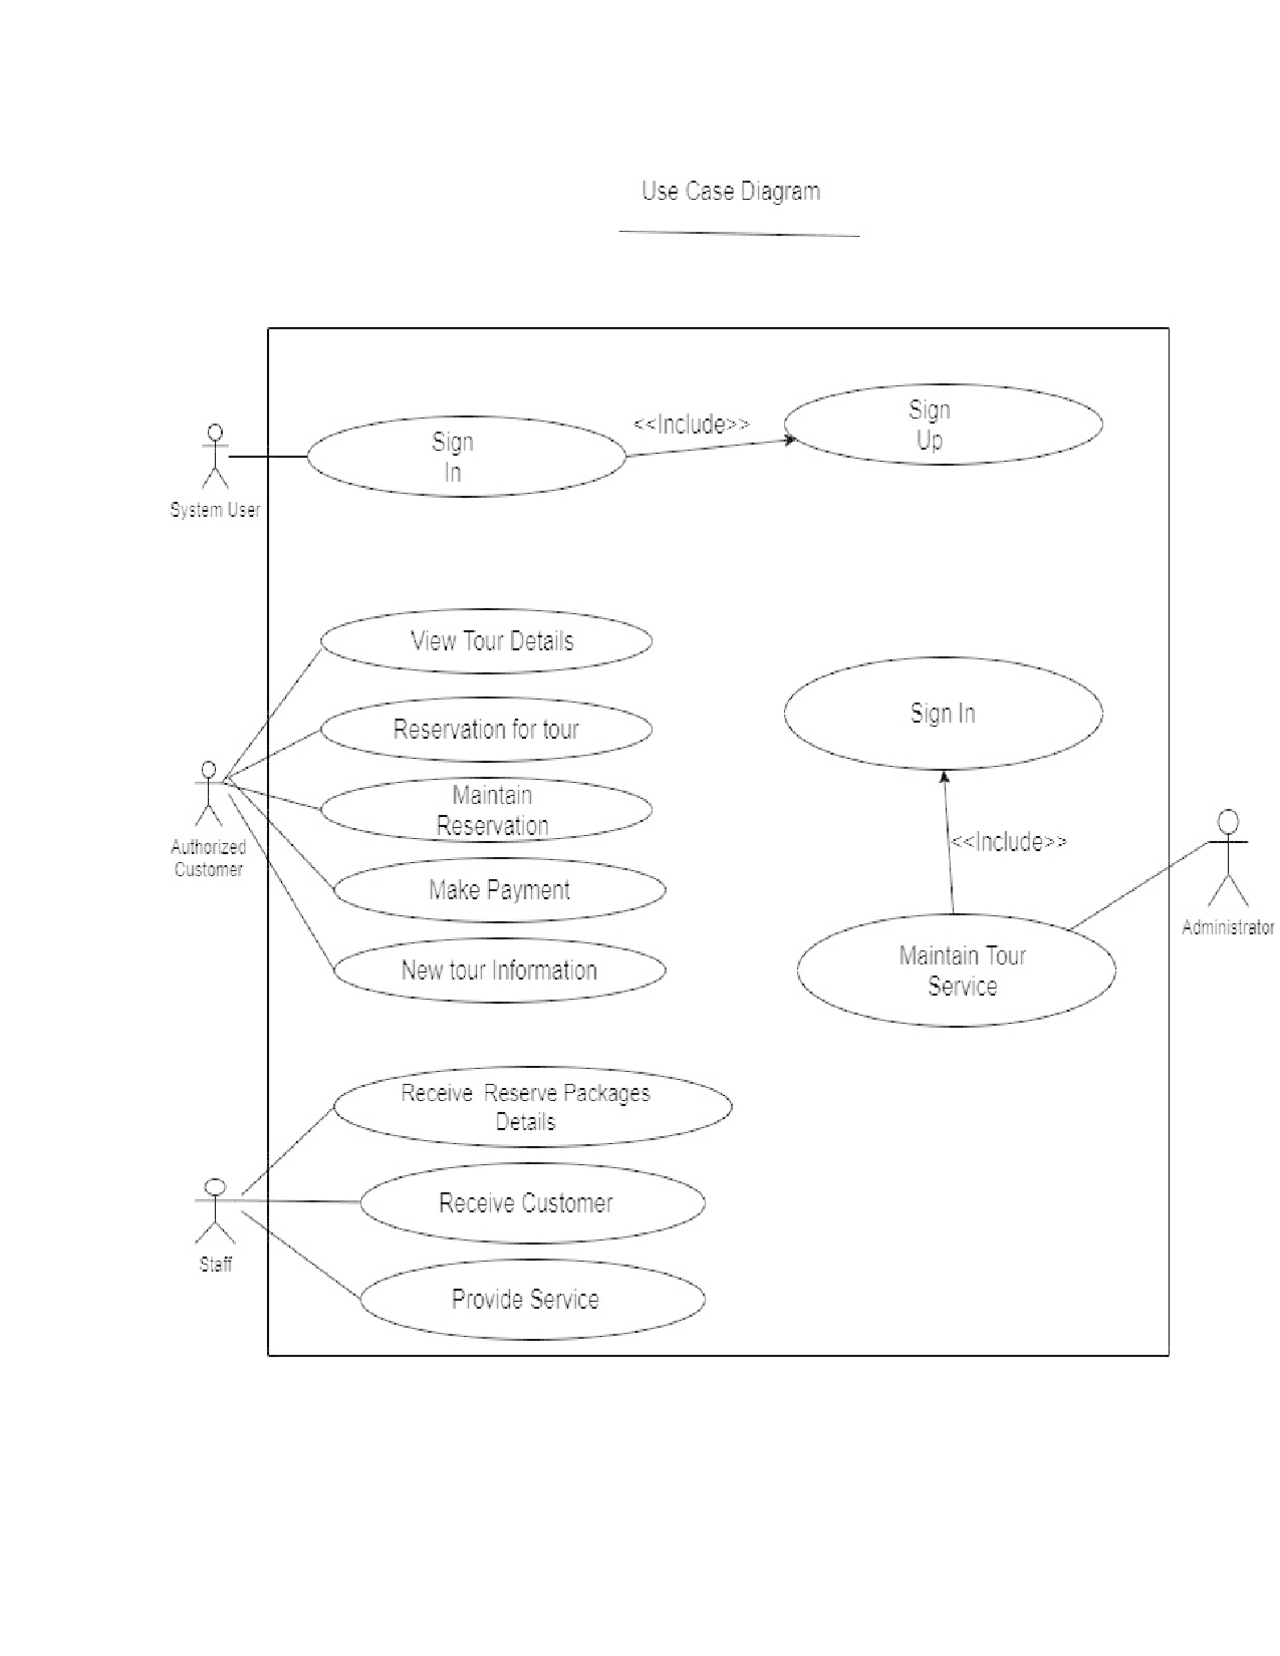 Use Case Diagram
Sign
In
<<Include>>
Sign
Up
System User
View Tour Details
Reservation for tour
Maintain
Reservation
Make Payment
New tour Information
Authorized
Customer
Sign In
<<Include>>
Maintain Tour
Service
Administrator
Receive Reserve Packages
Details
Receive Customer
Provide Service
Staff